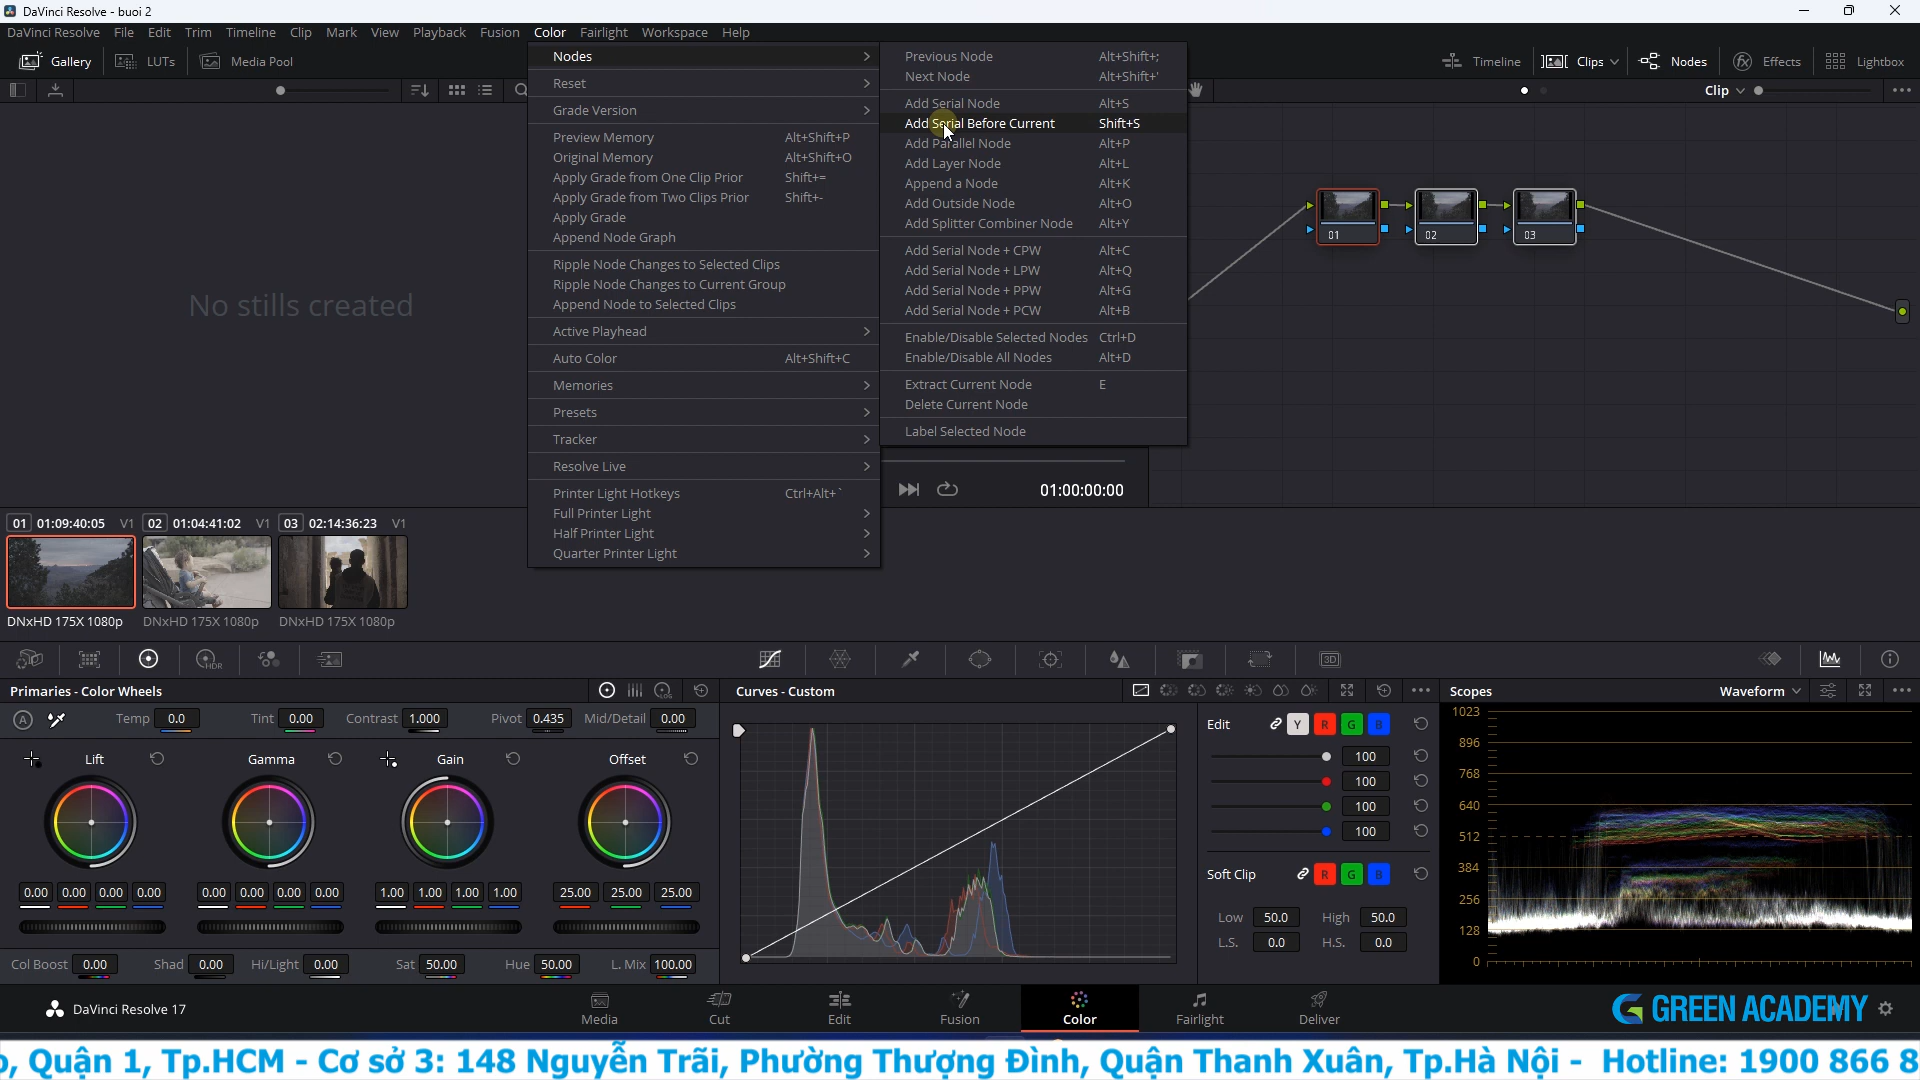 DaVinci Resolve - buoi 2
DaVinci Resolve File Edit Trim Timeline Clip Mark View Playback Fusion Color Fairlight Workspace Help
Gallery LUTs Media Pool Timeline Clips Nodes Effects Lightbox
Clip
Nodes
Reset
Grade Version
Preview Memory Alt+Shift+P
Original Memory Alt+Shift+O
Apply Grade from One Clip Prior Shift+=
Apply Grade from Two Clips Prior Shift+-
Apply Grade
Append Node Graph
Ripple Node Changes to Selected Clips
Ripple Node Changes to Current Group
Append Node to Selected Clips
Active Playhead
Auto Color Alt+Shift+C
Memories
Presets
Tracker
Resolve Live
Printer Light Hotkeys Ctrl+Alt+`
Full Printer Light
Half Printer Light
Quarter Printer Light
Previous Node Alt+Shift+;
Next Node Alt+Shift+'
Add Serial Node Alt+S
Add Serial Before Current Shift+S
Add Parallel Node Alt+P
Add Layer Node Alt+L
Append a Node Alt+K
Add Outside Node Alt+O
Add Splitter Combiner Node Alt+Y
Add Serial Node + CPW Alt+C
Add Serial Node + LPW Alt+Q
Add Serial Node + PPW Alt+G
Add Serial Node + PCW Alt+B
Enable/Disable Selected Nodes Ctrl+D
Enable/Disable All Nodes Alt+D
Extract Current Node E
Delete Current Node
Label Selected Node
01 02 03
No stills created
01:00:00:00
01 01:09:40:05 V1 02 01:04:41:02 V1 03 02:14:36:23 V1
DNxHD 175X 1080p DNxHD 175X 1080p DNxHD 175X 1080p
HDR 3D
Primaries - Color Wheels LOG Curves - Custom Scopes Waveform
A Temp 0.0 Tint 0.00 Contrast 1.000 Pivot 0.435 Mid/Detail 0.00
Lift Gamma Gain Offset
0.00 0.00 0.00 0.00 0.00 0.00 0.00 0.00 1.00 1.00 1.00 1.00 25.00 25.00 25.00
Col Boost 0.00 Shad 0.00 Hi/Light 0.00 Sat 50.00 Hue 50.00 L. Mix 100.00
Edit Y R G B
100
100
100
100
Soft Clip R G B
Low 50.0 High 50.0
L.S. 0.0 H.S. 0.0
1023
896
768
640
512
384
256
128
0
DaVinci Resolve 17 Media Cut Edit Fusion Color Fairlight Deliver
GREEN ACADEMY
, Quận 1, Tp.HCM - Cơ sở 3: 148 Nguyễn Trãi, Phường Thượng Đình, Quận Thanh Xuân, Tp.Hà Nội - Hotline: 1900 866 8